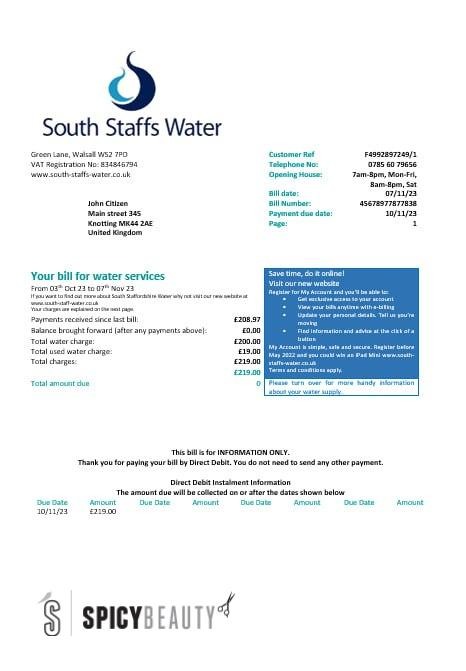 South Staffs Water
Green Lane, Walsall WS2 7PD
VAT Registration No: 834846794
www.south-staffs-water.co.uk
Customer Ref F4992897249/1
Telephone No: 0785 60 79656
Opening House: 7am-8pm, Mon-Fri,
8am-8pm, Sat
Bill date: 07/11/23
Bill Number: 45678977877838
Payment due date: 10/11/23
Page: 1
John Citizen
Main street 345
Knotting MK44 2AE
United Kingdom
Your bill for water services
From 03th Oct 23 to 07th Nov 23
If you want to find out more about South Staffordshire Water why not visit our new website at
www.south-staff-water.co.uk
Your charges are explained on the next page.
Payments received since last bill: £208.97
Balance brought forward (after any payments above): £0.00
Total water charge: £200.00
Total used water charge: £19.00
Total charges: £219.00
£219.00
Total amount due 0
Save time, do it online!
Visit our new website
Register for My Account and you'll be able to:
• Get exclusive access to your account
• View your bills anytime with e-billing
• Update your personal details. Tell us you're
moving
• Find information and advice at the click of a
button
My Account is simple, safe and secure. Register before
May 2022 and you could win an iPad Mini www.south-
staffs-water.co.uk
Terms and conditions apply.
Please turn over for more handy information
about your water supply.
This bill is for INFORMATION ONLY.
Thank you for paying your bill by Direct Debit. You do not need to send any other payment.
Direct Debit Instalment Information
The amount due will be collected on or after the dates shown below
Due Date Amount Due Date Amount Due Date Amount Due Date Amount
10/11/23 £219.00
S SPICYBEAUTY